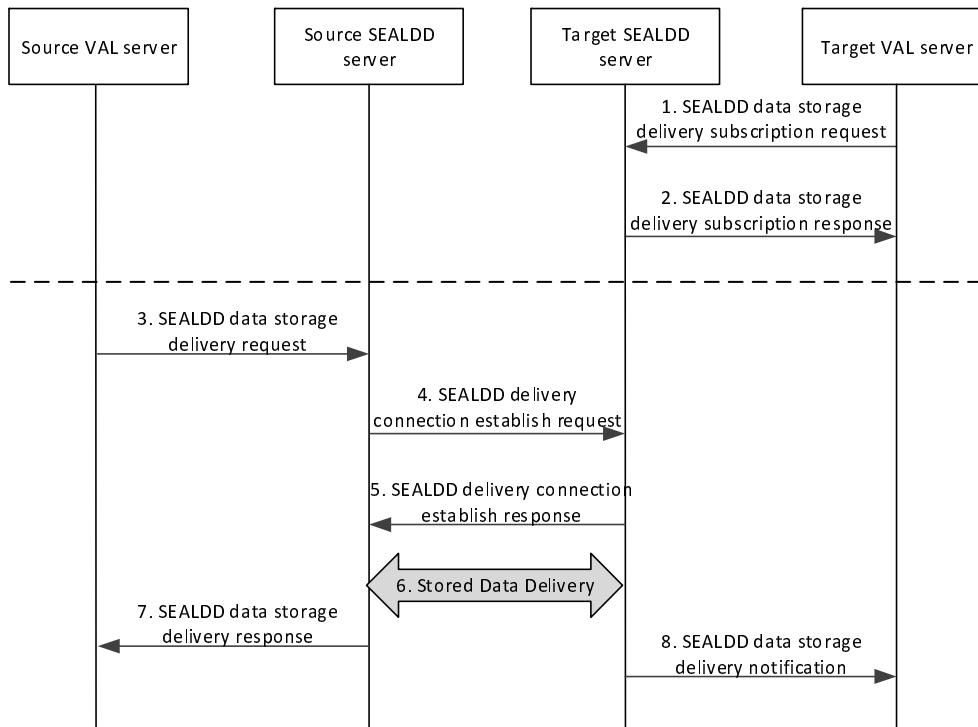 Source VAL server
Source SEALDD
server
Target SEALDD
server
Target VAL server
1. SEALDD data storage
delivery subscription request
2. SEALDD data storage
delivery subscription response
3. SEALDD data storage
delivery request
4. SEALDD delivery
connection establish request
5. SEALDD delivery connection
establish response
6. Stored Data Delivery
7. SEALDD data storage
delivery response
8. SEALDD data storage
delivery notification